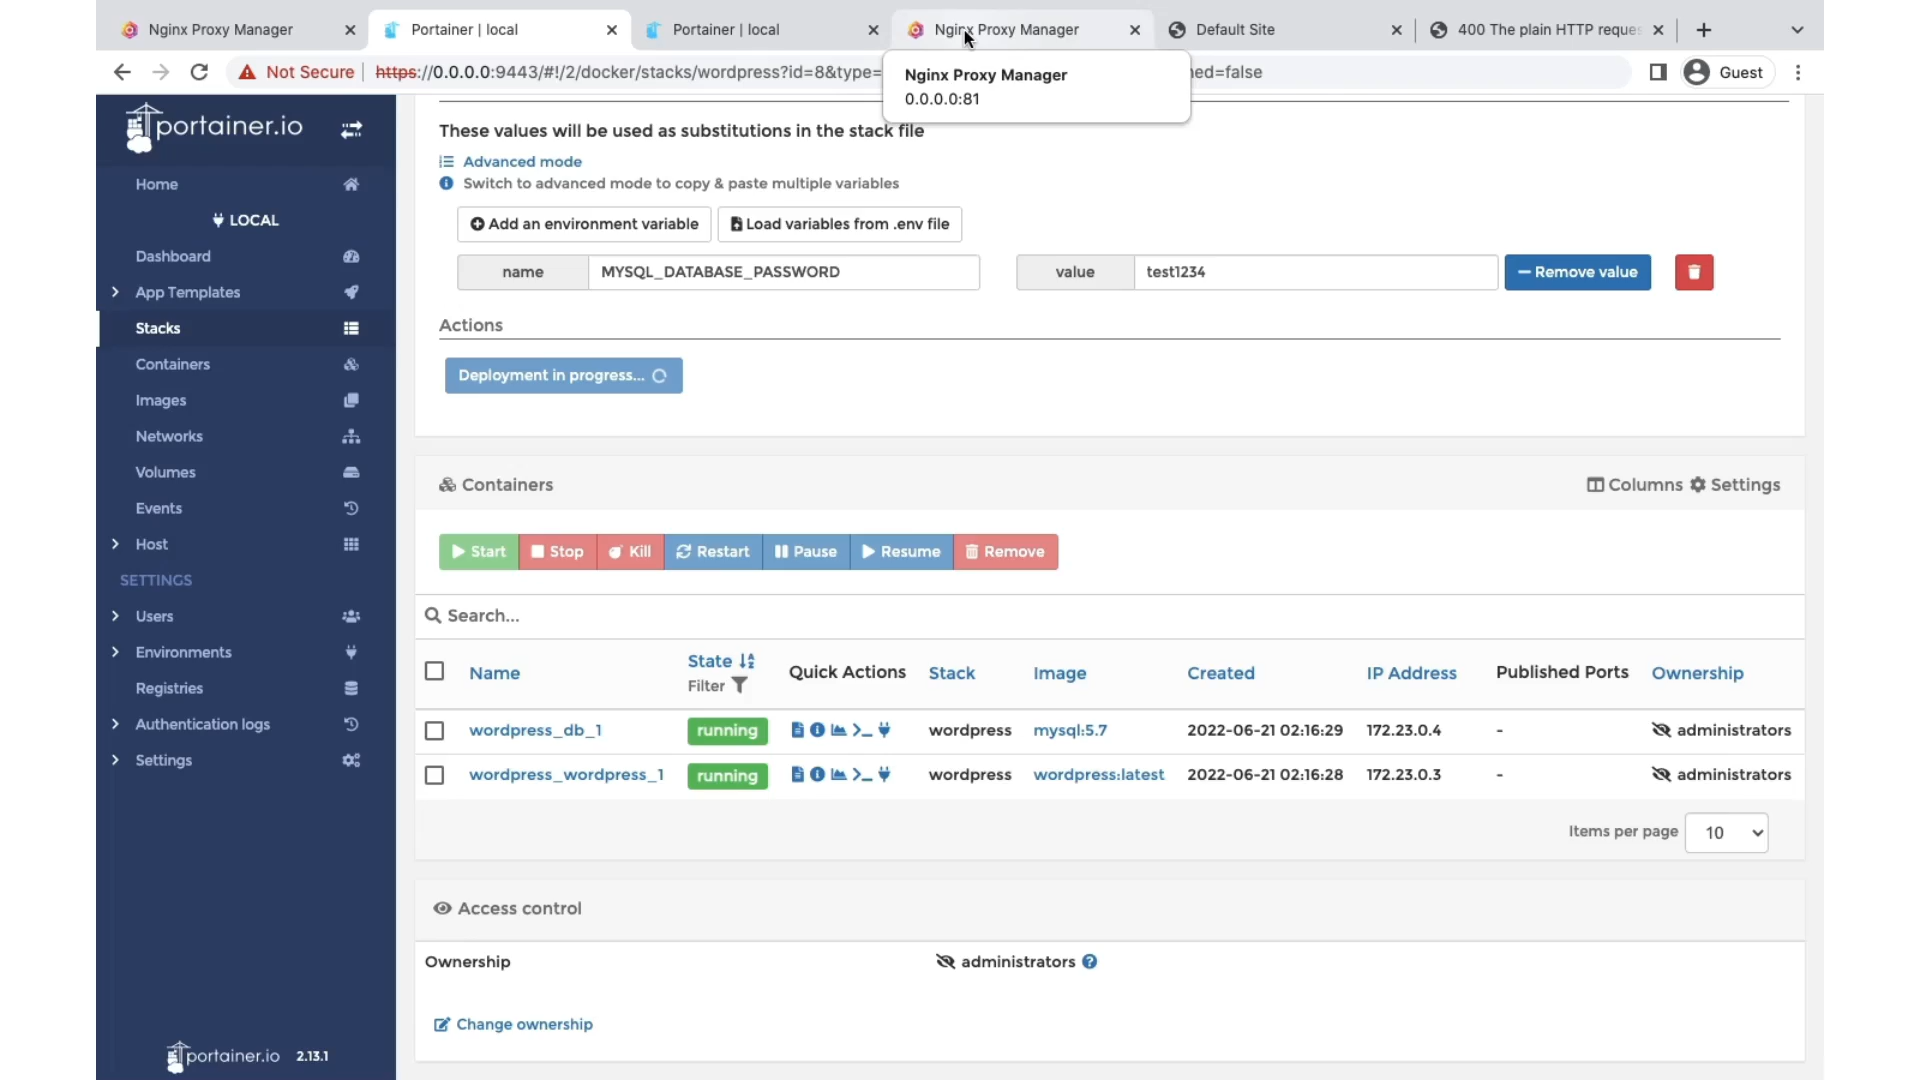 Nginx Proxy Manager
Portainer | local
Portainer | local
Nginx Proxy Manager
Default Site
400 The plain HTTP reques
Not Secure
https://0.0.0.0:9443/#!/2/docker/stacks/wordpress?id=8&type=
ned=false
Guest
Nginx Proxy Manager
0.0.0.0:81
portainer.io
Home
LOCAL
Dashboard
App Templates
Stacks
Containers
Images
Networks
Volumes
Events
Host
SETTINGS
Users
Environments
Registries
Authentication logs
Settings
portainer.io 2.13.1
These values will be used as substitutions in the stack file
Advanced mode
Switch to advanced mode to copy & paste multiple variables
Add an environment variable
Load variables from .env file
name MYSQL_DATABASE_PASSWORD value test1234 Remove value
Actions
Deployment in progress...
Containers
Columns Settings
Start Stop Kill Restart Pause Resume Remove
Search...
Name State Filter Quick Actions Stack Image Created IP Address Published Ports Ownership
wordpress_db_1 running wordpress mysql:5.7 2022-06-21 02:16:29 172.23.0.4 - administrators
wordpress_wordpress_1 running wordpress wordpress:latest 2022-06-21 02:16:28 172.23.0.3 - administrators
Items per page 10
Access control
Ownership administrators
Change ownership